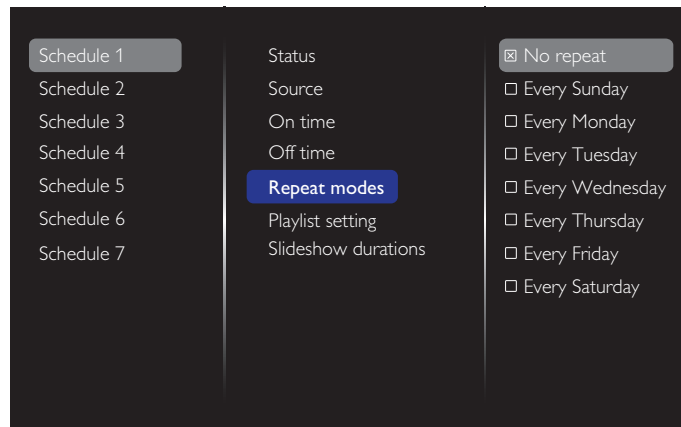 Schedule 1
Schedule 2
Schedule 3
Schedule 4
Schedule 5
Schedule 6
Schedule 7
Status
Source
On time
Off time
Repeat modes
Playlist setting
Slideshow durations
No repeat
Every Sunday
Every Monday
Every Tuesday
Every Wednesday
Every Thursday
Every Friday
Every Saturday